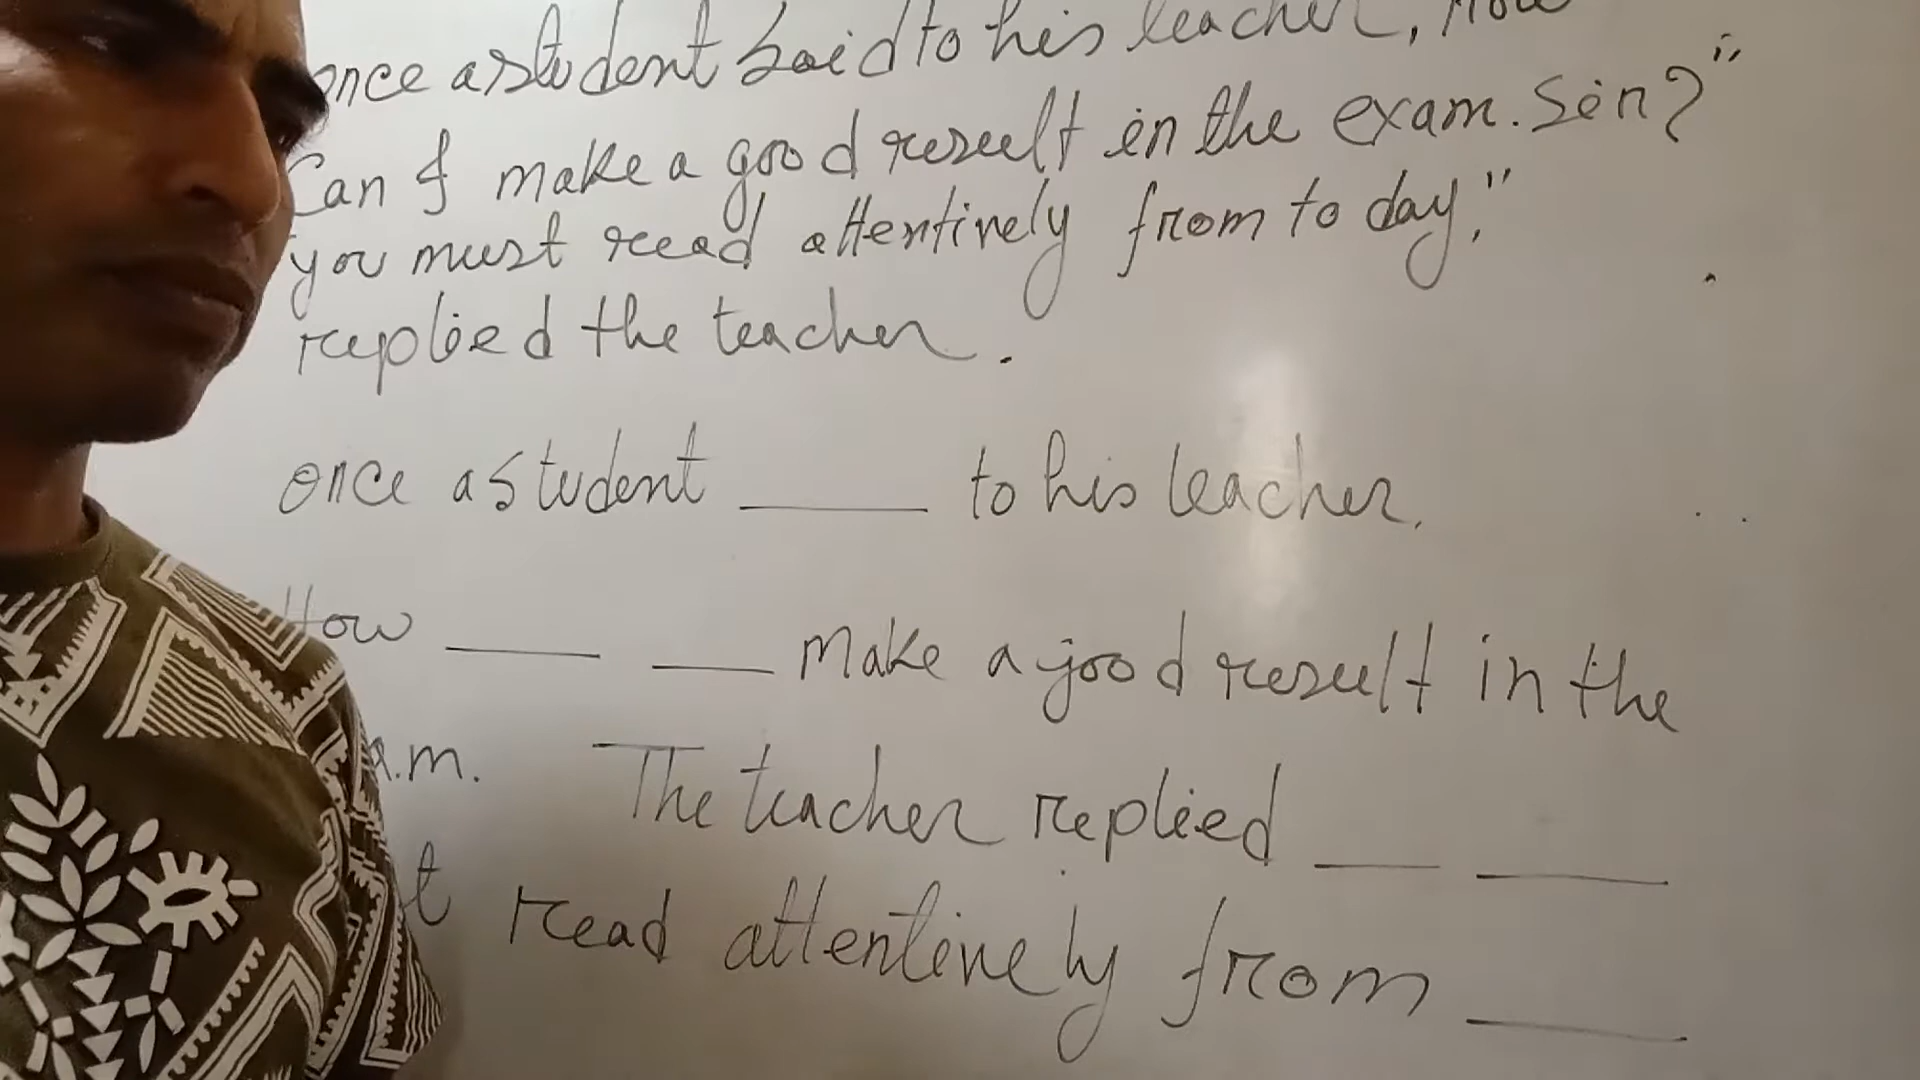 once a student said to his teacher, How
Can I make a good result in the exam. Sir?"
you must read attentively from to day,"
replied the teacher.
once a student ____ to his teacher.
How ____ ____ make a good result in the
am. The teacher replied ____ ____
t read attentively from ____